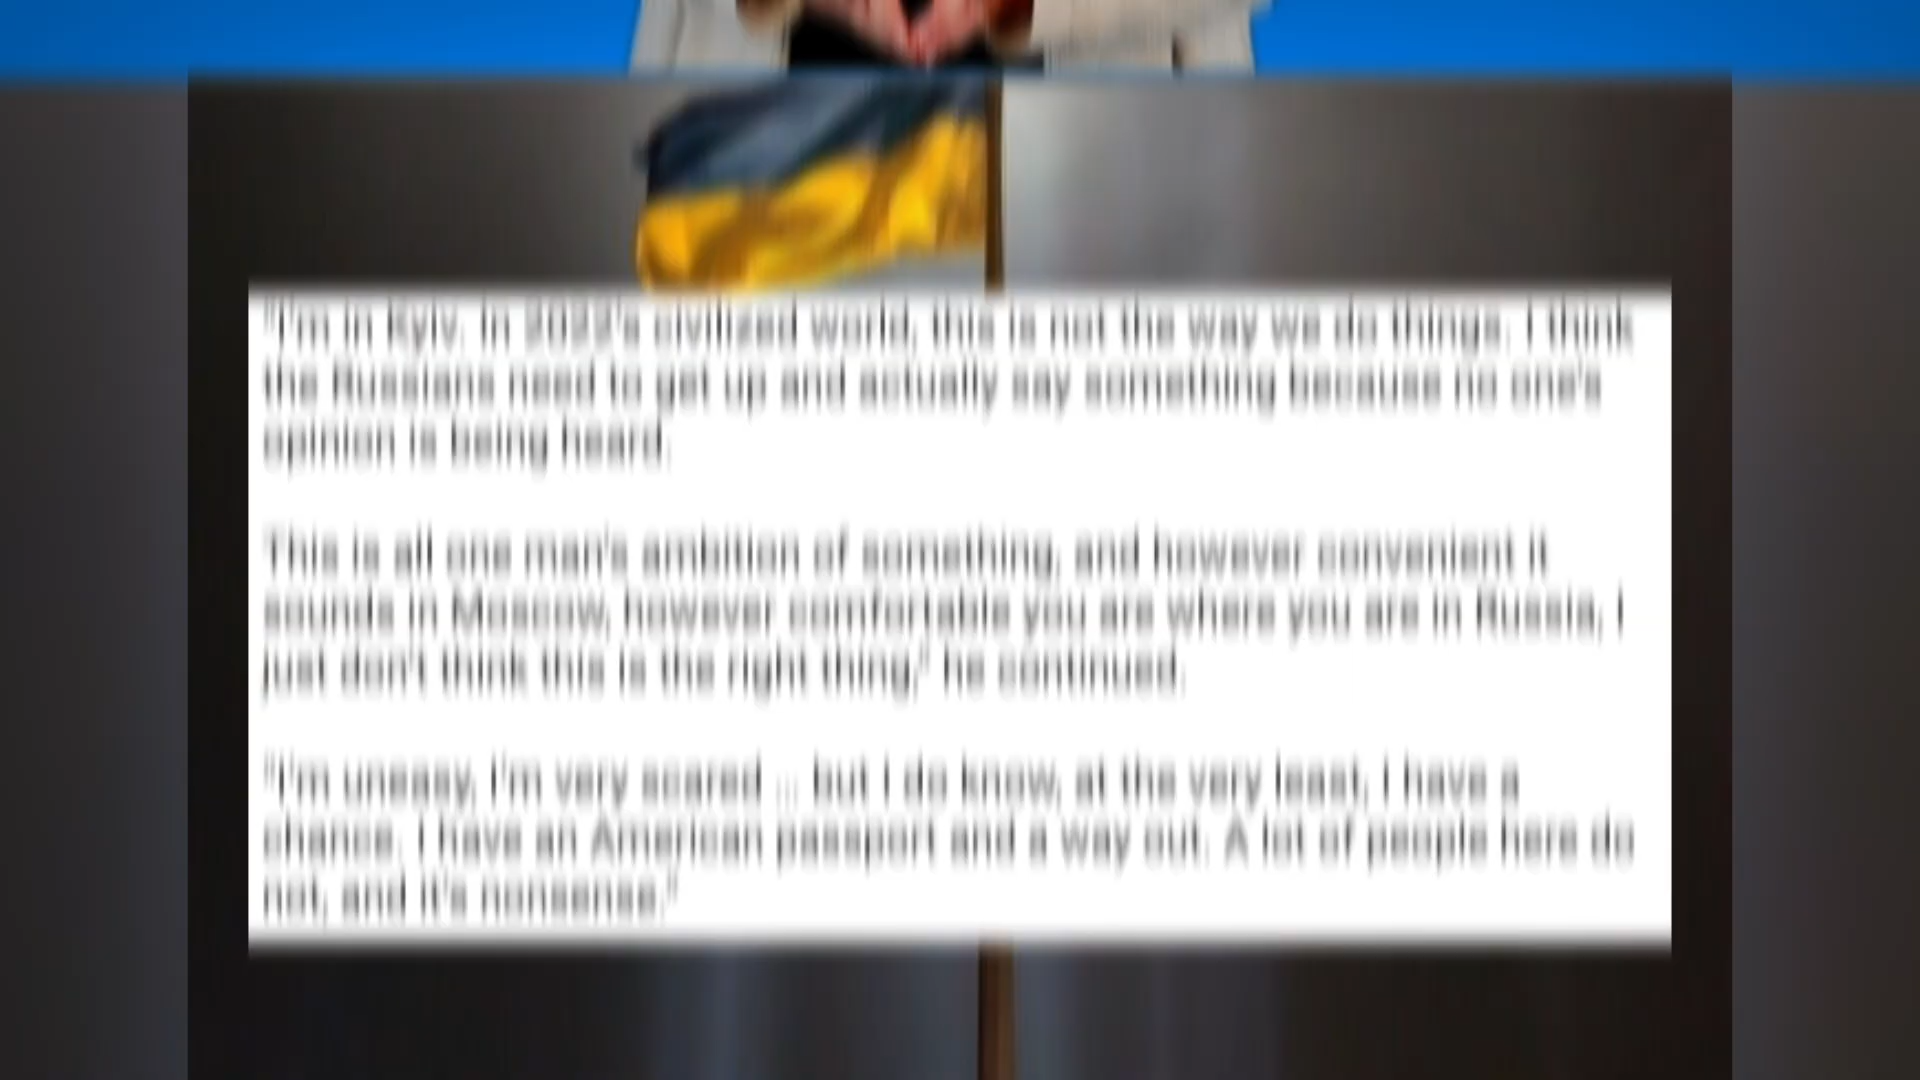 "I'm in Kyiv. In 2022's civilized world, this is not the way we do things. I think
the Russians need to get up and actually say something because no one's
opinion is being heard.
This is all one man's ambition of something, and however convenient it
sounds in Moscow, however comfortable you are where you are in Russia, I
just don't think this is the right thing," he continued.
"I'm uneasy, I'm very scared ... but I do know, at the very least, I have a
chance. I have an American passport and a way out. A lot of people here do
not, and it's nonsense."